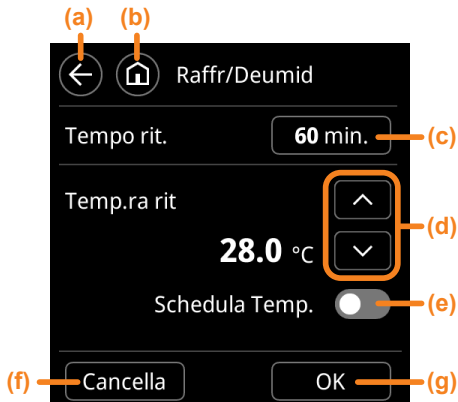 (a) (b)
Raffr/Deumid
Tempo rit. 60 min. (c)
Temp.ra rit
(d)
28.0 °C
Schedula Temp. (e)
(f) Cancella OK (g)